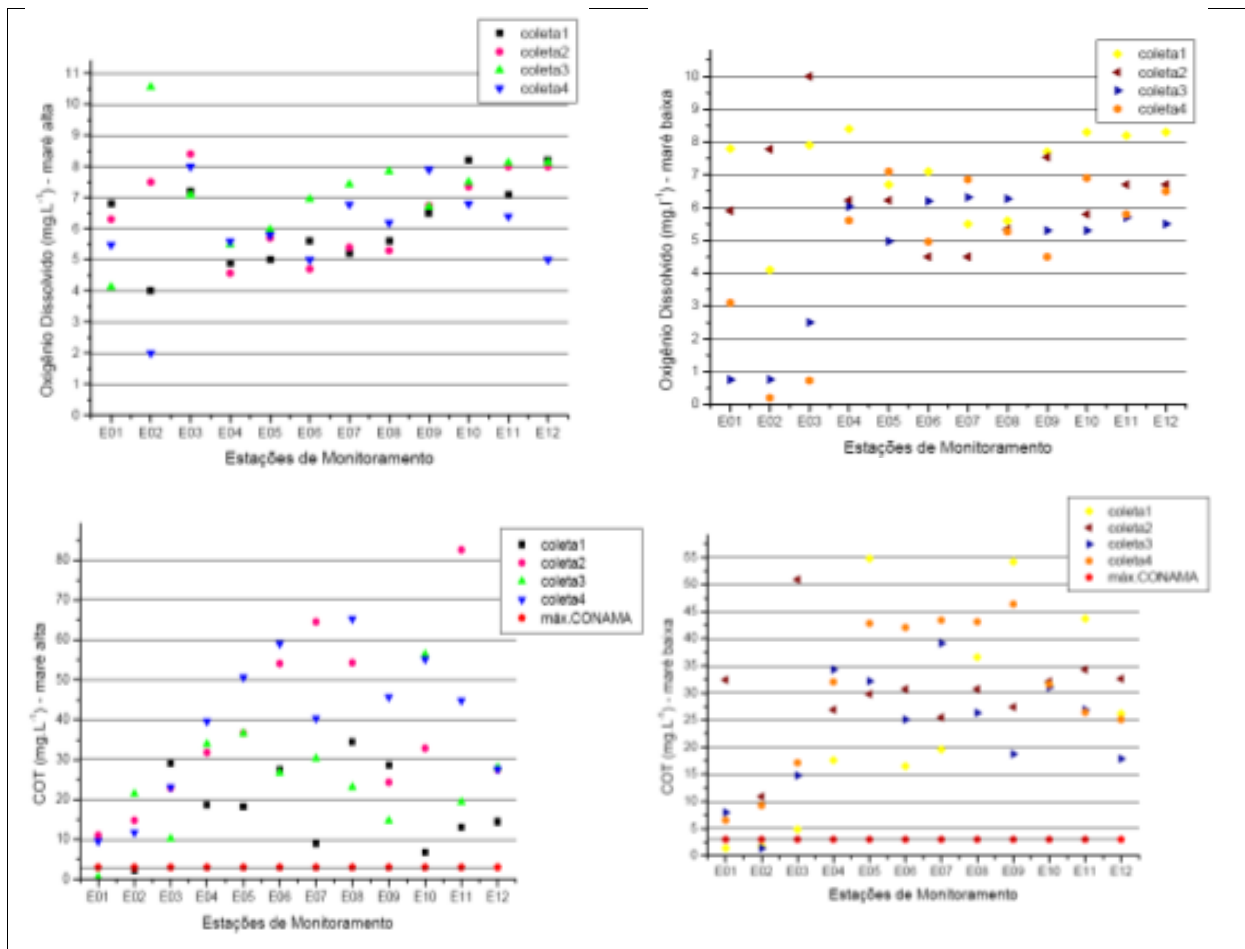 coleta1
coleta2
coleta3
coleta4
Oxigênio Dissolvido (mg.L⁻¹) - maré alta
11
10
9
8
7
6
5
4
3
2
1
0
E01 E02 E03 E04 E05 E06 E07 E08 E09 E10 E11 E12
Estações de Monitoramento
coleta1
coleta2
coleta3
coleta4
Oxigênio Dissolvido (mg.l⁻¹) - maré baixa
10
9
8
7
6
5
4
3
2
1
0
E01 E02 E03 E04 E05 E06 E07 E08 E09 E10 E11 E12
Estações de Monitoramento
coleta1
coleta2
coleta3
coleta4
máx.CONAMA
COT (mg.L⁻¹) - maré alta
80
70
60
50
40
30
20
10
0
E01 E02 E03 E04 E05 E06 E07 E08 E09 E10 E11 E12
Estações de Monitoramento
coleta1
coleta2
coleta3
coleta4
máx.CONAMA
COT (mg.L⁻¹) - maré baixa
55
50
45
40
35
30
25
20
15
10
5
0
E01 E02 E03 E04 E05 E06 E07 E08 E09 E10 E11 E12
Estações de Monitoramento